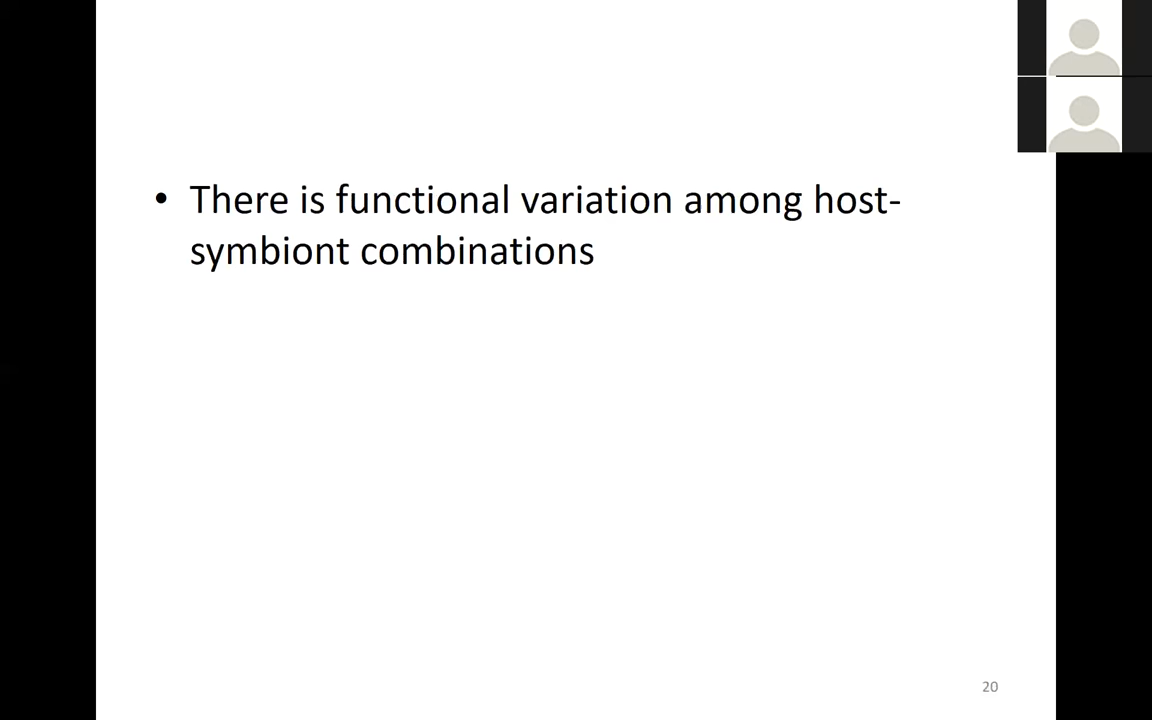 • There is functional variation among host-
symbiont combinations
20